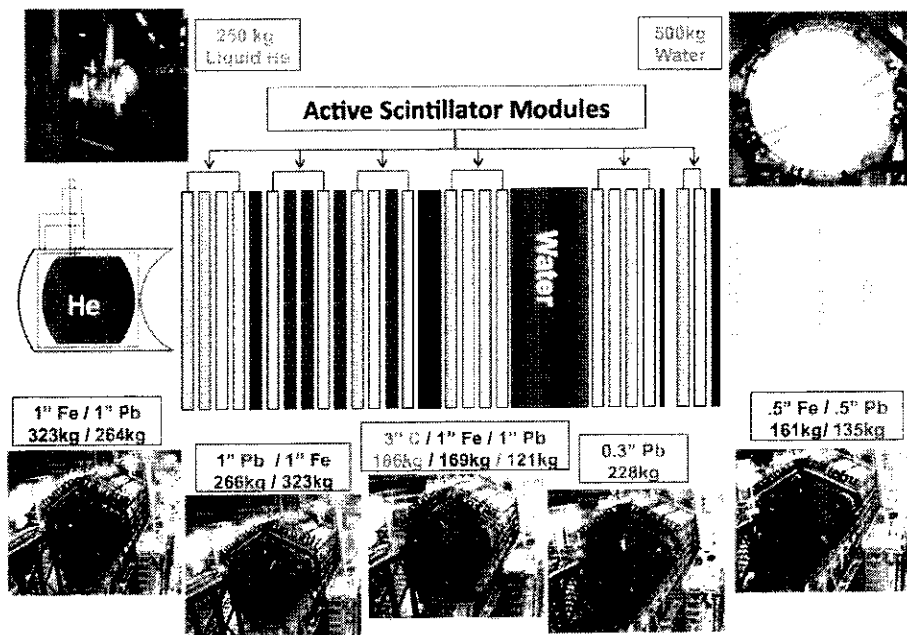 250 kg
Liquid He
500kg
Water
Active Scintillator Modules
Water
He
1" Fe / 1" Pb
323kg / 264kg
1" Pb / 1" Fe
266kg / 323kg
3" C / 1" Fe / 1" Pb
166kg / 169kg / 121kg
0.3" Pb
228kg
.5" Fe / .5" Pb
161kg/ 135kg